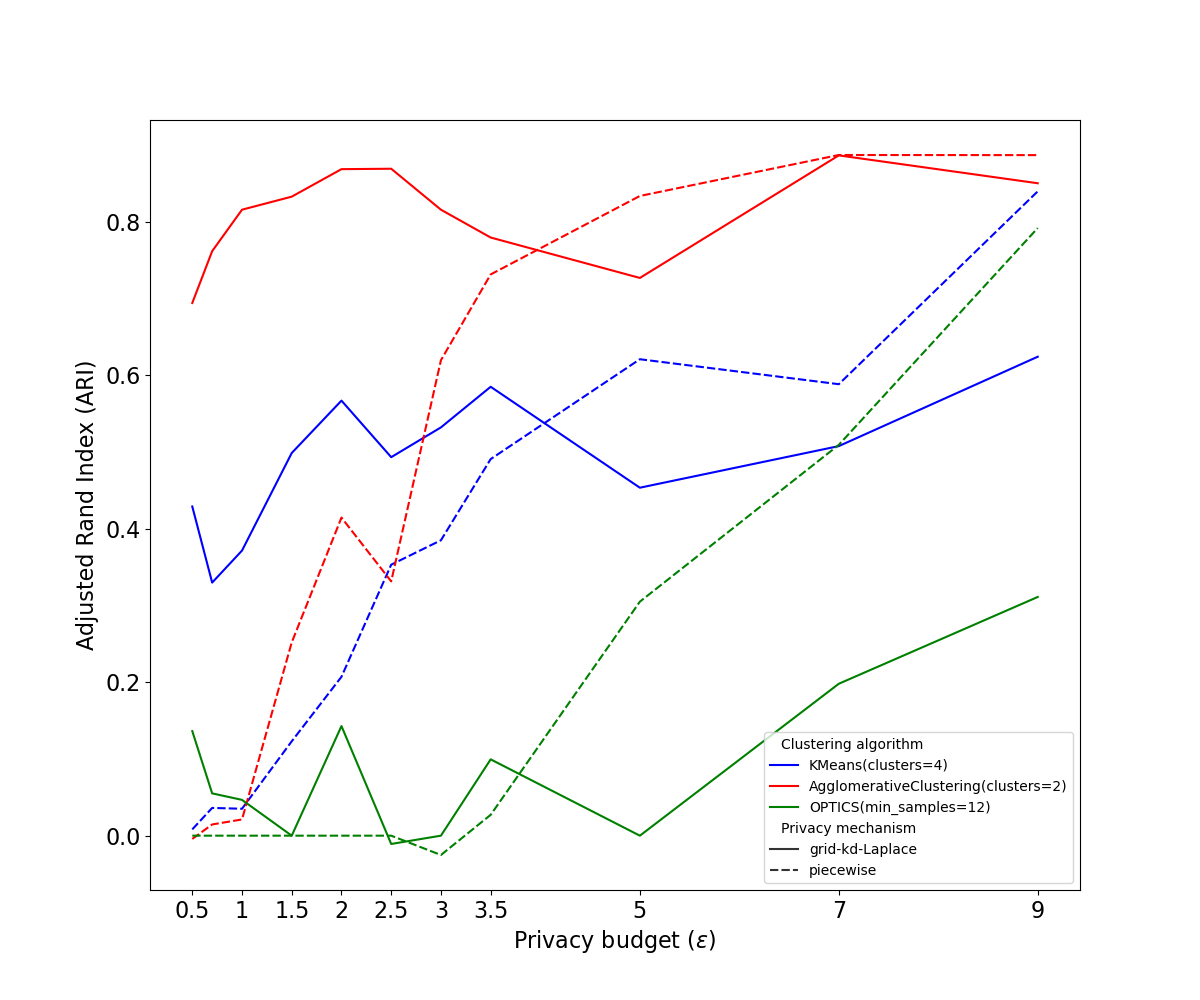 Adjusted Rand Index (ARI)
0.8
0.6
0.4
0.2
0.0
Clustering algorithm
KMeans(clusters=4)
AgglomerativeClustering(clusters=2)
OPTICS(min_samples=12)
Privacy mechanism
grid-kd-Laplace
piecewise
0.5 1 1.5 2 2.5 3 3.5 5 7 9
Privacy budget (ε)